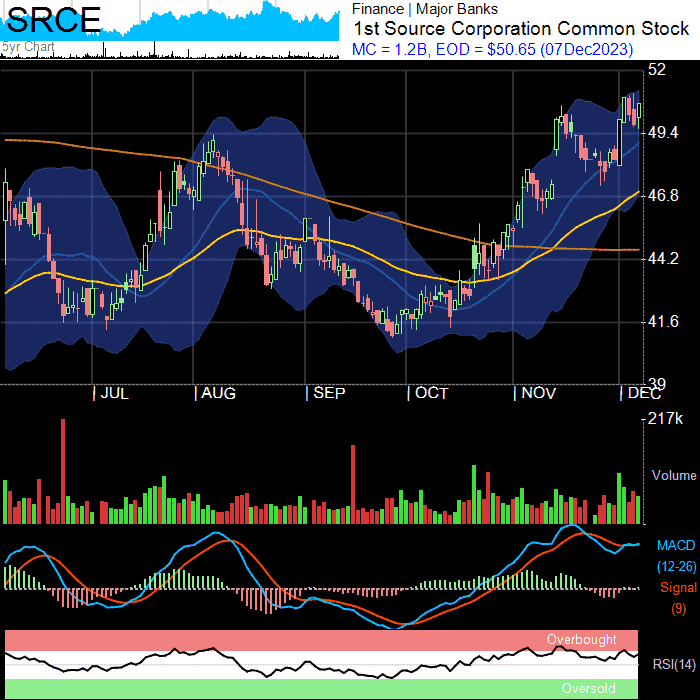 SRCE
5yr Chart
Finance | Major Banks
1st Source Corporation Common Stock
MC = 1.2B, EOD = $50.65 (07Dec2023)
52
49.4
46.8
44.2
41.6
39
| JUL | AUG | SEP | OCT | NOV | DEC
217k
Volume
MACD
(12-26)
Signal
(9)
Overbought
RSI(14)
Oversold